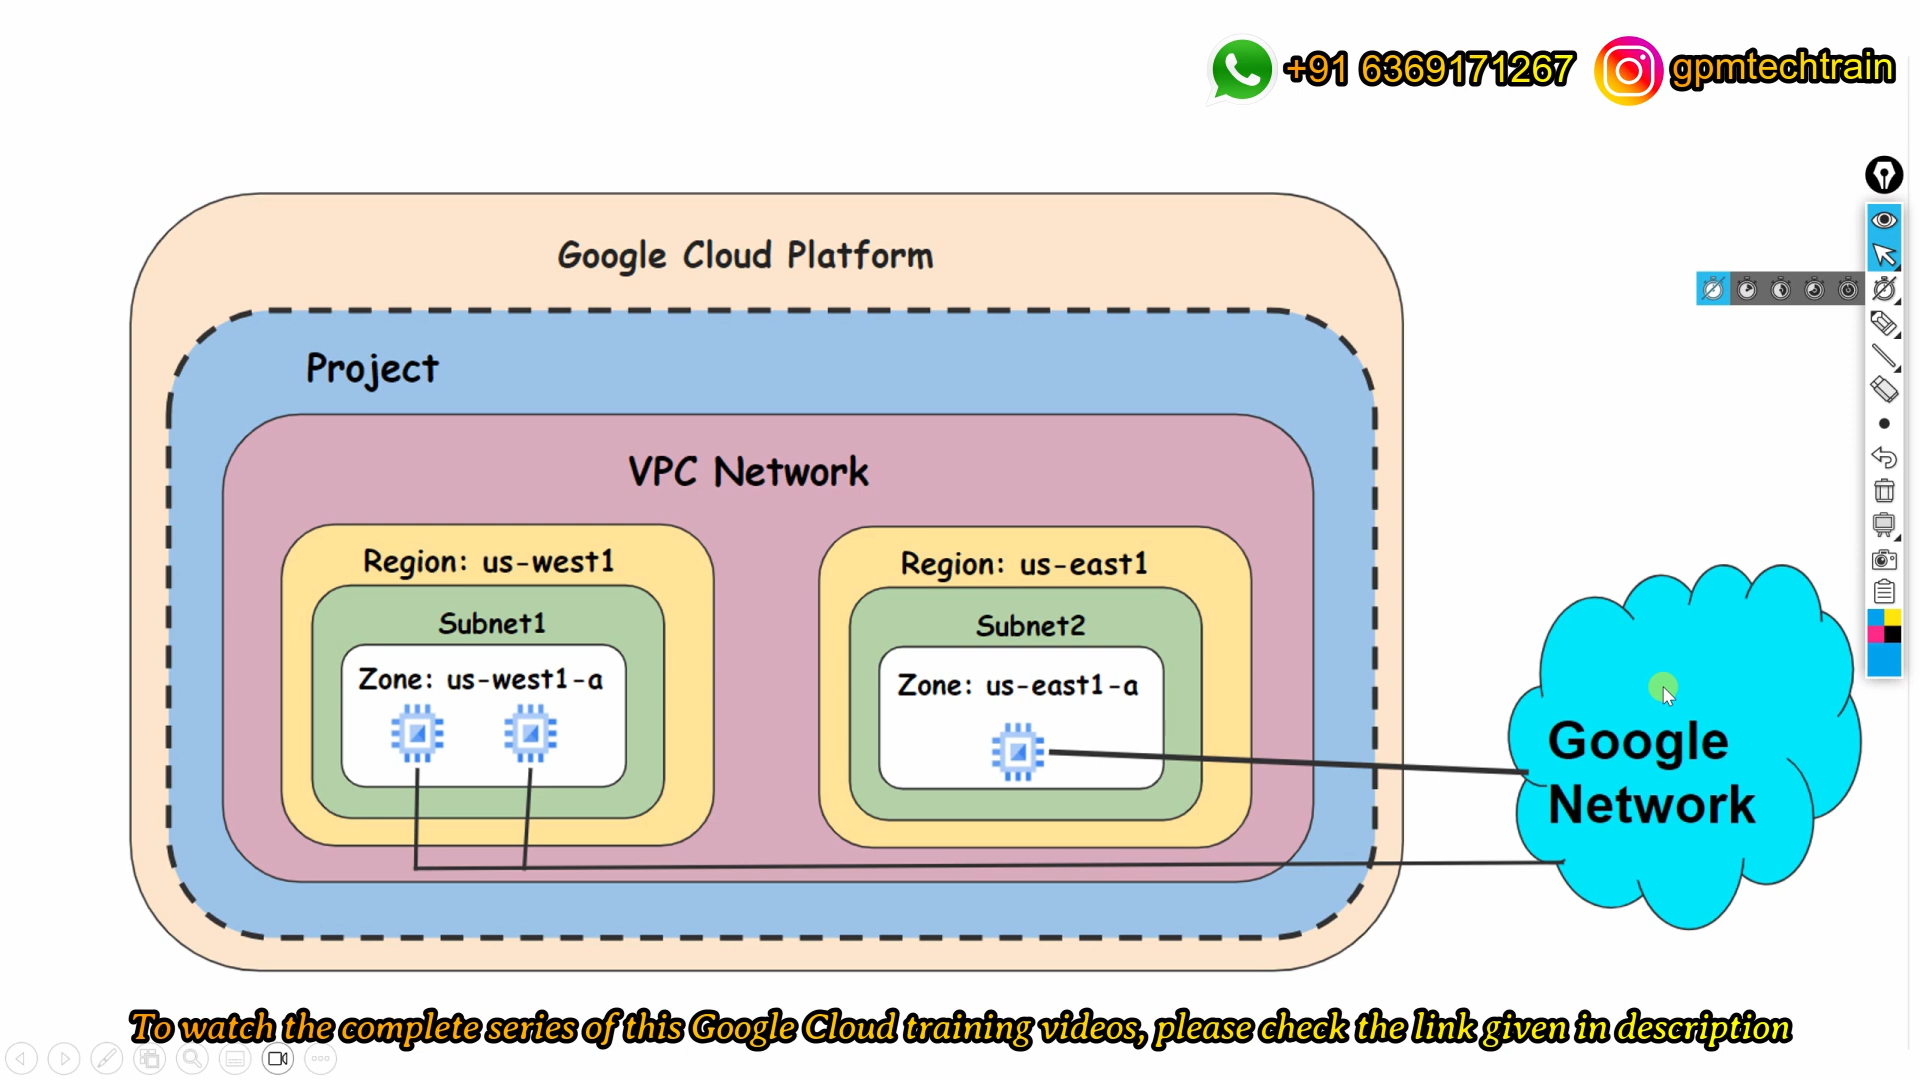 +91 6369171267 gpmtechtrain
Google Cloud Platform
Project
VPC Network
Region: us-west1
Subnet1
Zone: us-west1-a
Region: us-east1
Subnet2
Zone: us-east1-a
Google
Network
To watch the complete series of this Google Cloud training videos, please check the link given in description